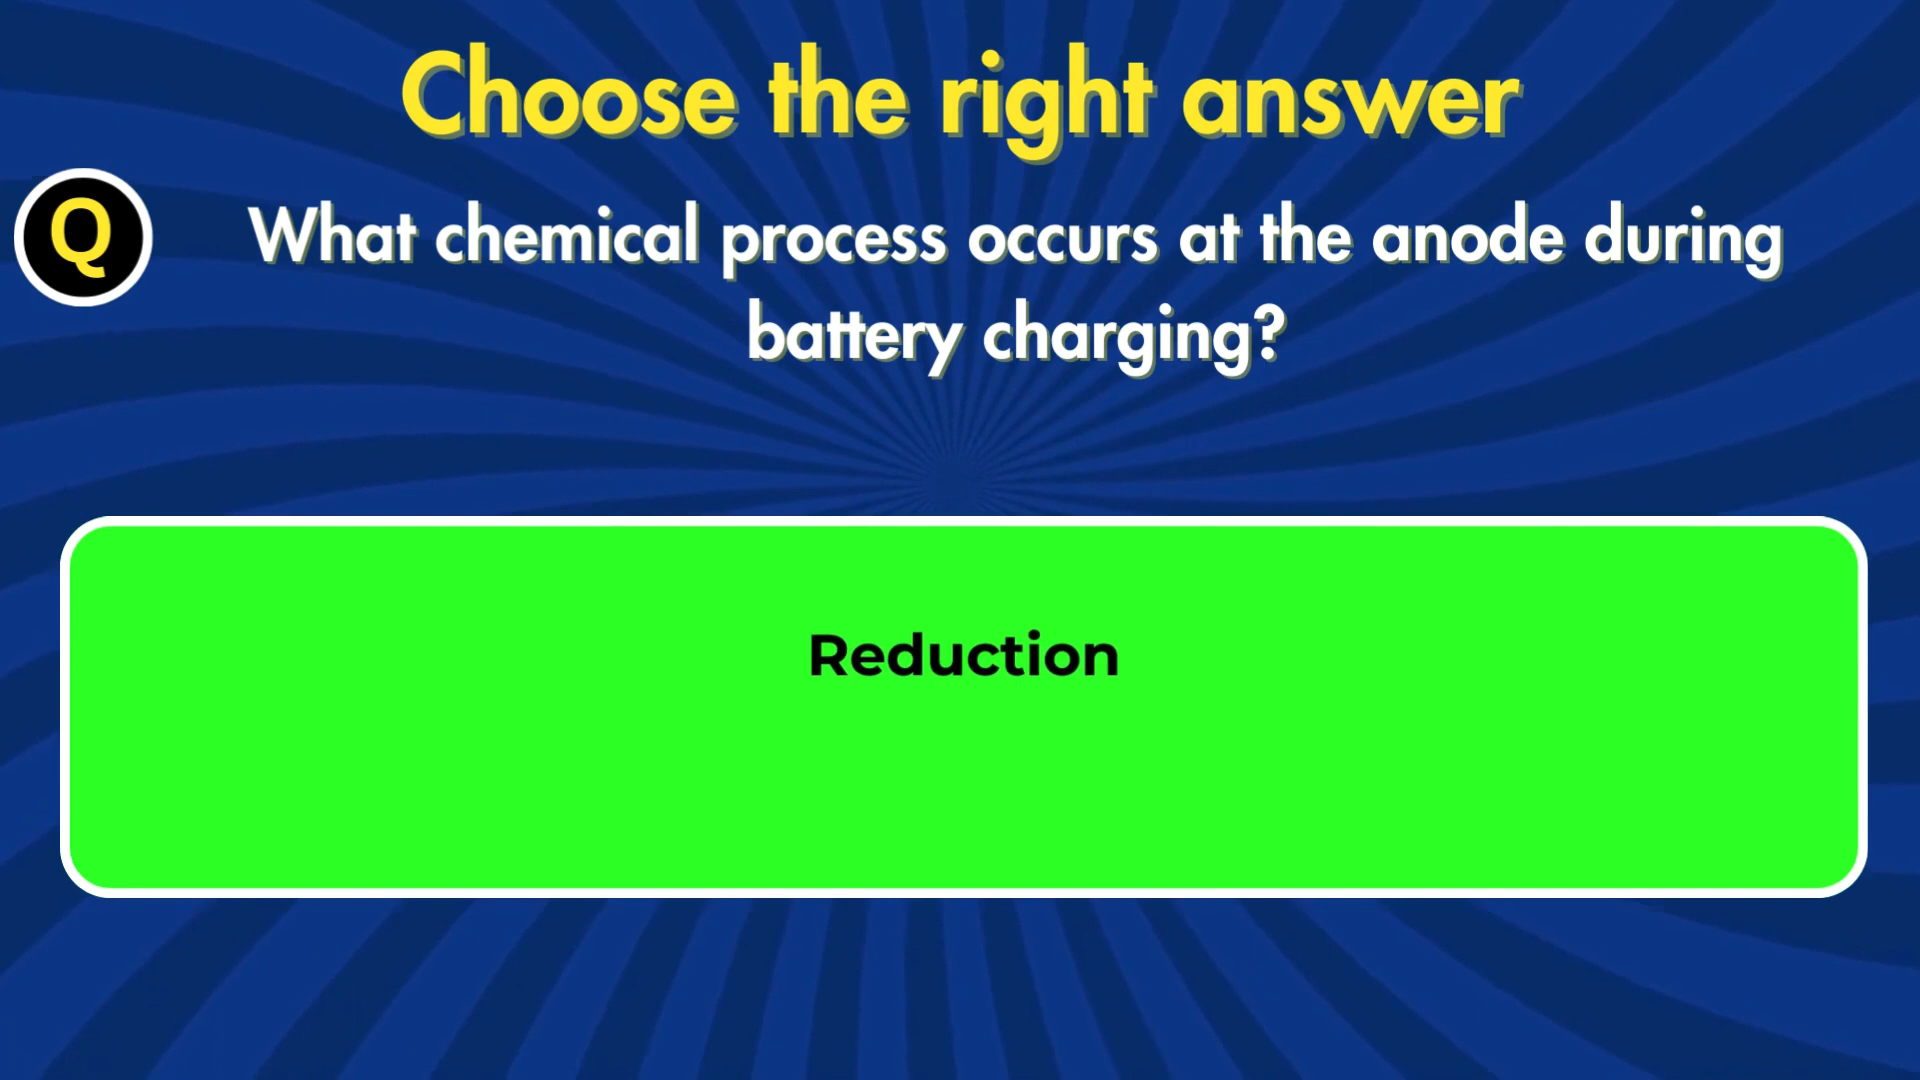 Choose the right answer
Q
What chemical process occurs at the anode during
battery charging?
Reduction